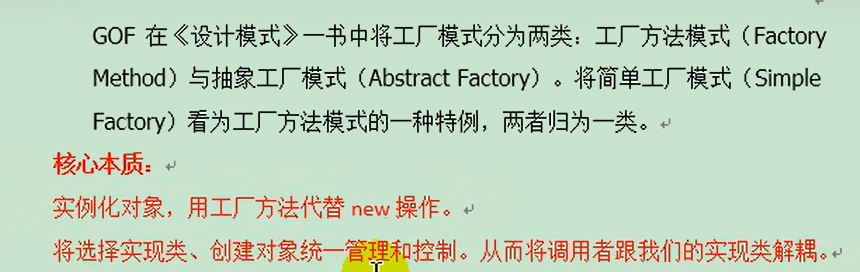 GOF 在《设计模式》一书中将工厂模式分为两类：工厂方法模式（Factory
Method）与抽象工厂模式（Abstract Factory）。将简单工厂模式（Simple
Factory）看为工厂方法模式的一种特例，两者归为一类。
核心本质：
实例化对象，用工厂方法代替 new 操作。
将选择实现类、创建对象统一管理和控制。从而将调用者跟我们的实现类解耦。